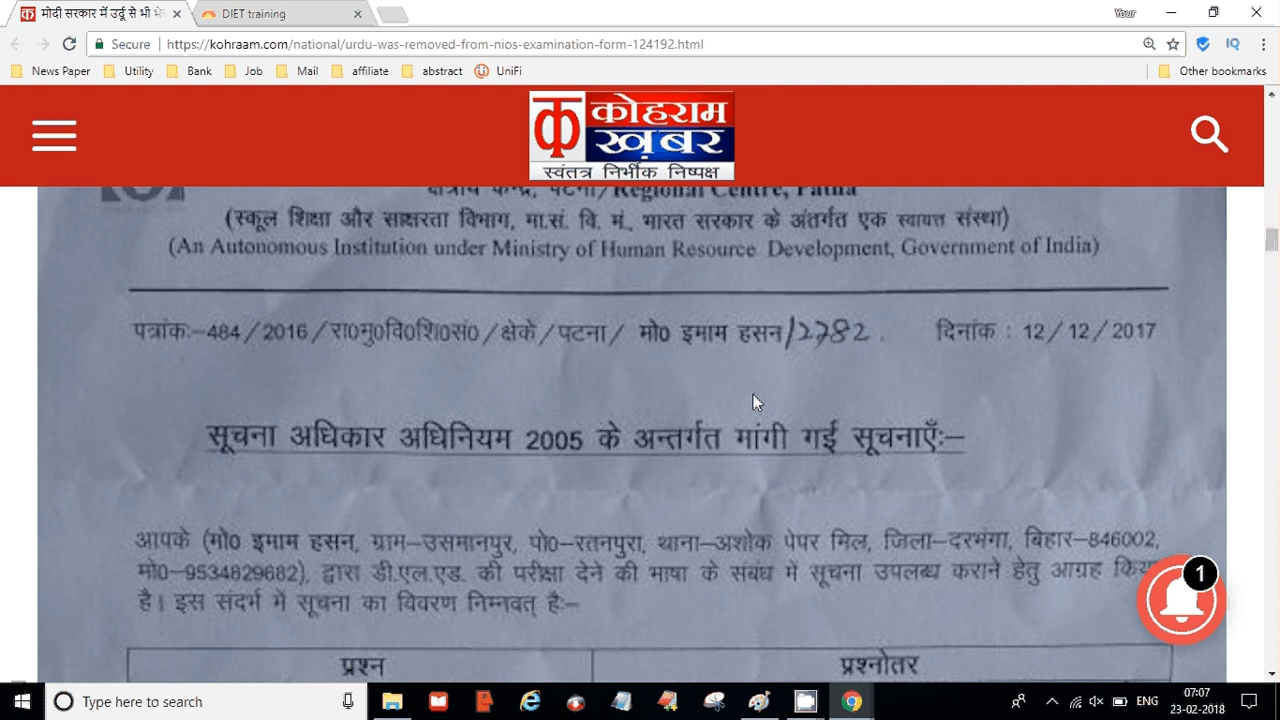 मोदी सरकार में उर्दू से भी
DIET training
Your
Secure
https://kohraam.com/national/urdu-was-removed-from-nios-examination-form-124192.html
IQ
News Paper
Utility
Bank
Job
Mail
affiliate
abstract
UniFi
Other bookmarks
क
कोहराम
ख़बर
स्वंतत्र निर्भीक निष्पक्ष
क्षेत्रीय केन्द्र, पटना/Regional Centre, Patna
(स्कूल शिक्षा और साक्षरता विभाग, मा.सं. वि. मं., भारत सरकार के अंतर्गत एक स्वायत्त संस्था)
(An Autonomous Institution under Ministry of Human Resource Development, Government of India)
पत्रांक:-484/2016/रा0मु0वि0शि0सं0/क्षेके/पटना/ मो0 इमाम हसन/2782. दिनांक : 12/12/2017
सूचना अधिकार अधिनियम 2005 के अन्तर्गत मांगी गई सूचनाएँ:–
आपके (मो0 इमाम हसन, ग्राम–उसमानपुर, पो0–रतनपुरा, थाना–अशोक पेपर मिल, जिला–दरभंगा, बिहार–846002,
मो0–9534829682), द्वारा डी.एल.एड. की परीक्षा देने की भाषा के संबंध में सूचना उपलब्ध कराने हेतु आग्रह
है। इस संदर्भ में सूचना का विवरण निम्नवत् है:–
1
प्रश्न
प्रश्नोतर
Type here to search
ENG
07:07
23-02-2018